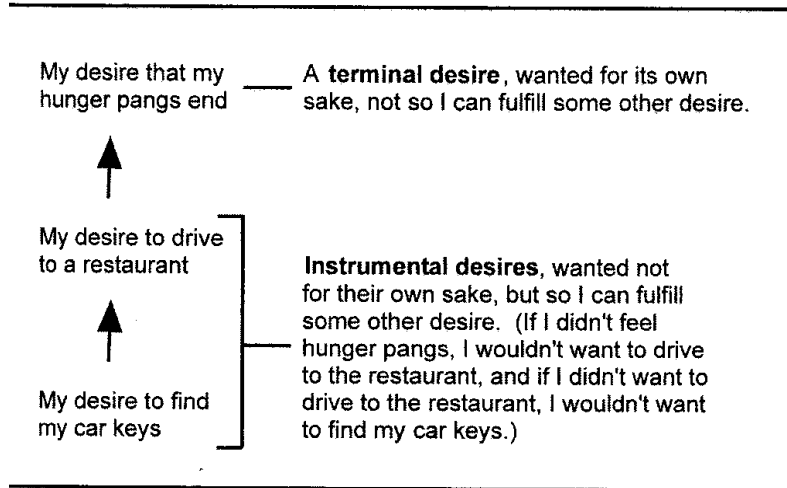 My desire that my
hunger pangs end
A terminal desire, wanted for its own
sake, not so I can fulfill some other desire.
My desire to drive
to a restaurant
My desire to find
my car keys
Instrumental desires, wanted not
for their own sake, but so I can fulfill
some other desire. (If I didn't feel
hunger pangs, I wouldn't want to drive
to the restaurant, and if I didn't want to
drive to the restaurant, I wouldn't want
to find my car keys.)